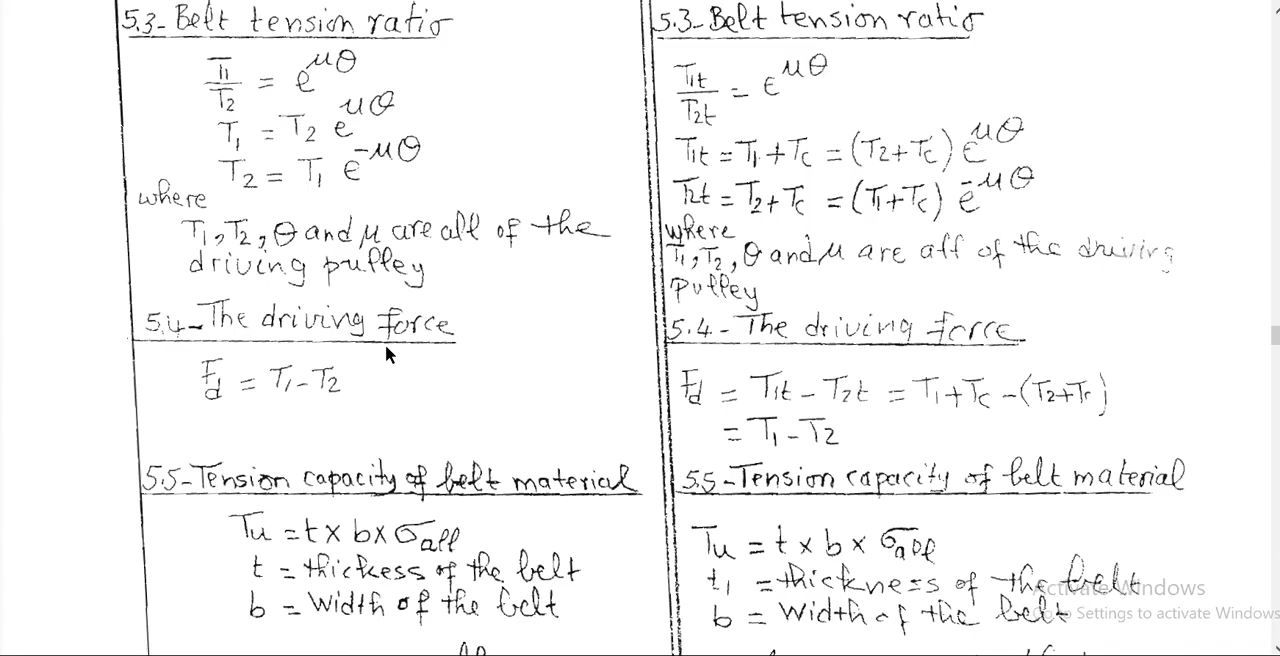 5.3- Belt tension ratio
T1/T2 = e^μθ
T1 = T2 e^μθ
T2 = T1 e^-μθ
where
T1, T2, θ and μ are all of the
driving pulley
5.4- The driving force
Fd = T1 - T2
5.5- Tension capacity of belt material
Tu = t × b × σall
t = thickess of the belt
b = width of the belt
5.3- Belt tension ratio
T1t/T2t = e^μθ
T1t = T1 + Tc = (T2 + Tc) e^μθ
T2t = T2 + Tc = (T1 + Tc) e^-μθ
where
T1, T2, θ and μ are all of the driving
pulley
5.4- The driving force
Fd = T1t - T2t = T1 + Tc - (T2 + Tc)
= T1 - T2
5.5- Tension capacity of belt material
Tu = t × b × σall
t1 = thickness of the belt
b = width of the belt
Activate Windows
Go to Settings to activate Windows